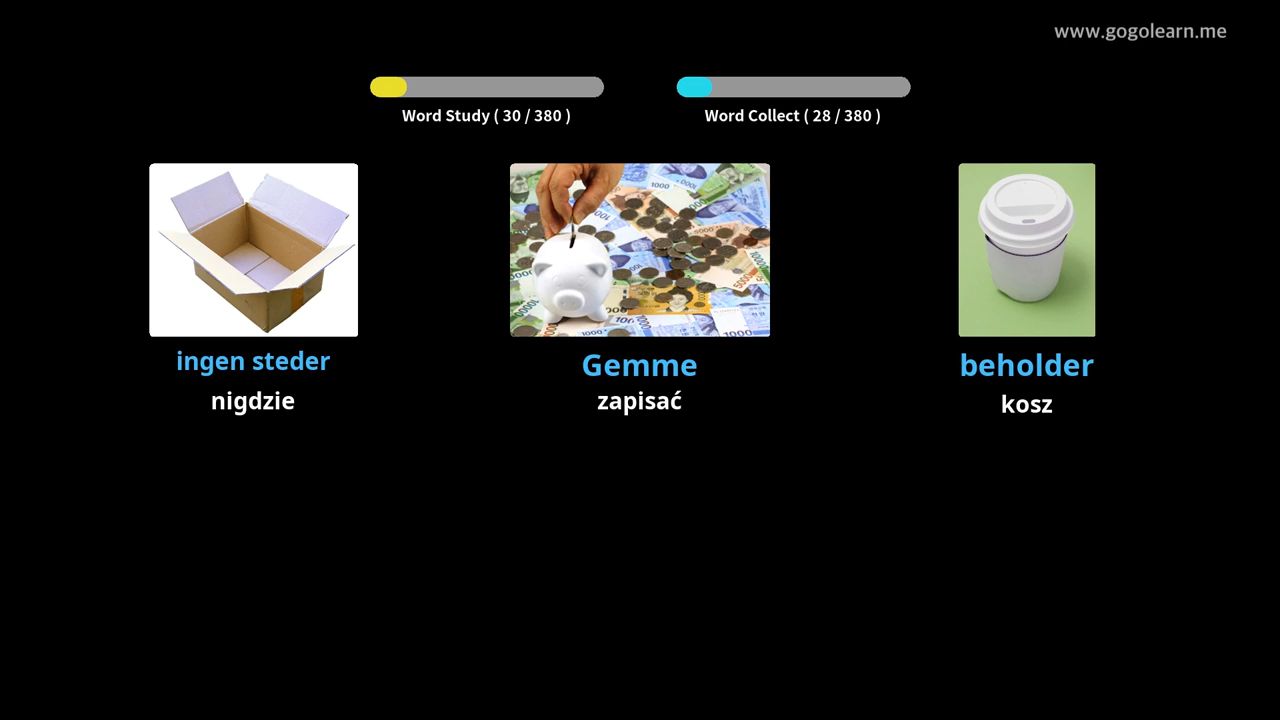 www.gogolearn.me
Word Study ( 30 / 380 )
Word Collect ( 28 / 380 )
ingen steder
Gemme
beholder
nigdzie
zapisać
kosz